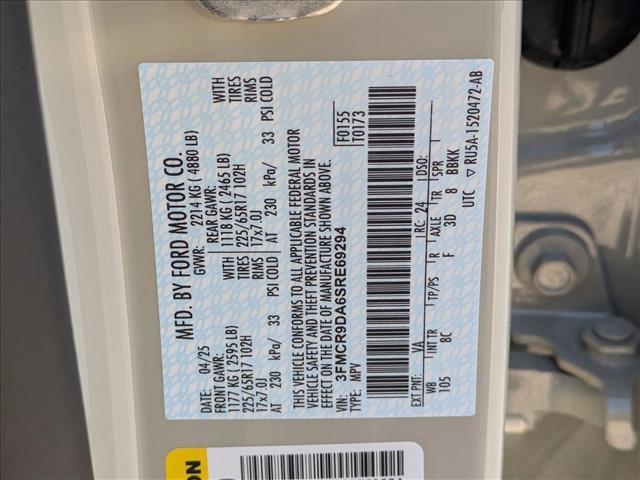 MFD. BY FORD MOTOR CO.
DATE: 04/25 GVWR: 2214 KG ( 4880 LB)
FRONT GAWR: REAR GAWR: WITH
1177 KG ( 2595 LB) 1118 KG ( 2465 LB) TIRES
225/65R17 102H 225/65R17 102H RIMS
17x7.0J 17x7.0J
AT 230 kPa/ 33 PSI COLD AT 230 kPa/ 33 PSI COLD
WITH
TIRES
RIMS
THIS VEHICLE CONFORMS TO ALL APPLICABLE FEDERAL MOTOR
VEHICLE SAFETY AND THEFT PREVENTION STANDARDS IN
EFFECT ON THE DATE OF MANUFACTURE SHOWN ABOVE.
VIN: 3FMCR9DA6SRE69294
TYPE: MPV
F0155
T0173
EXT PNT: VA RC: 24 DSO:
WB INT TR TP/PS R AXLE TR SPR
105 8C F 3D 8 BBKK
UTC ▽ RU5A-1520472-AB
ON